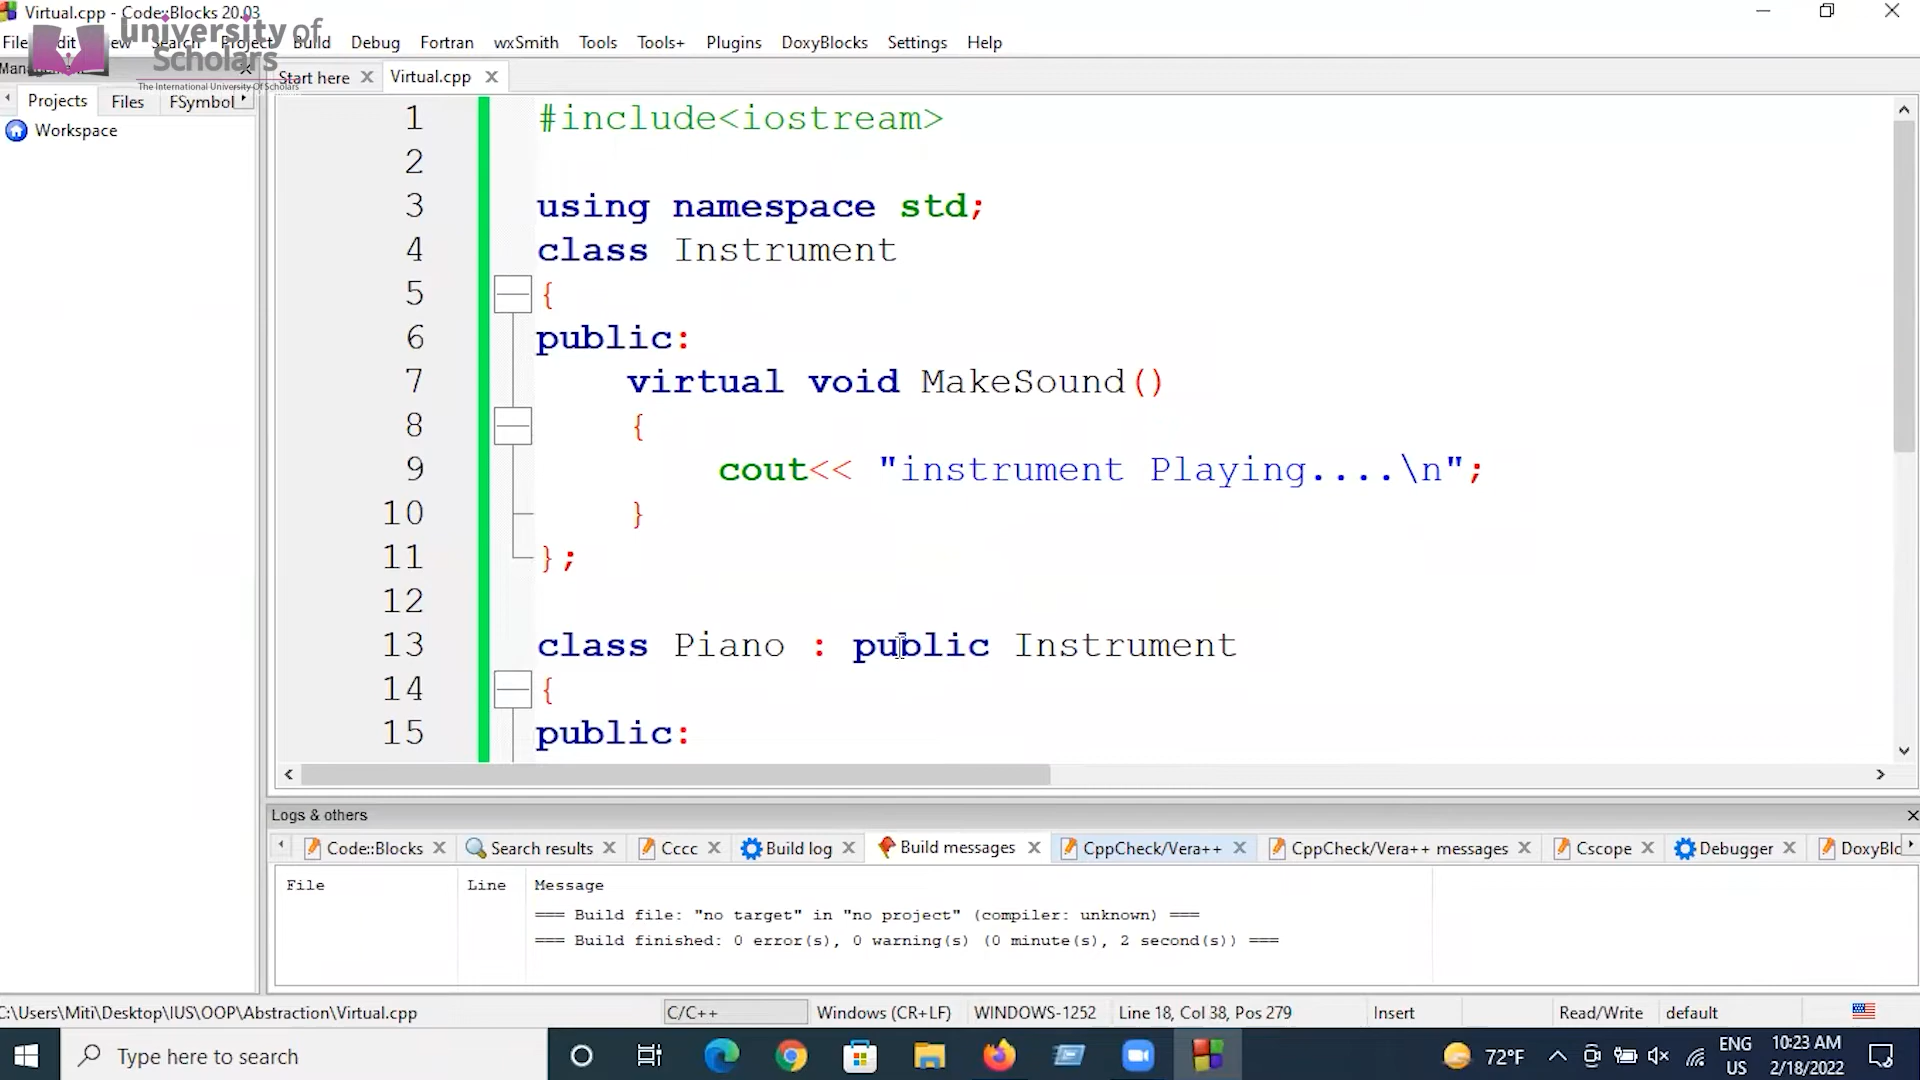 Virtual.cpp - Code::Blocks 20.03
University of
Scholars
The International University Of Scholars
File Edit View Search Project Build Debug Fortran wxSmith Tools Tools+ Plugins DoxyBlocks Settings Help
Start here Virtual.cpp
Projects Files FSymbol
Workspace
1 #include<iostream>
2
3 using namespace std;
4 class Instrument
5 {
6 public:
7 virtual void MakeSound()
8 {
9 cout<< "instrument Playing....\n";
10 }
11 };
12
13 class Piano : public Instrument
14 {
15 public:
Logs & others
Code::Blocks Search results Cccc Build log Build messages CppCheck/Vera++ CppCheck/Vera++ messages Cscope Debugger DoxyBlc
File Line Message
=== Build file: "no target" in "no project" (compiler: unknown) ===
=== Build finished: 0 error(s), 0 warning(s) (0 minute(s), 2 second(s)) ===
C:\Users\Miti\Desktop\IUS\OOP\Abstraction\Virtual.cpp C/C++ Windows (CR+LF) WINDOWS-1252 Line 18, Col 38, Pos 279 Insert Read/Write default
Type here to search
72°F
ENG
US
10:23 AM
2/18/2022